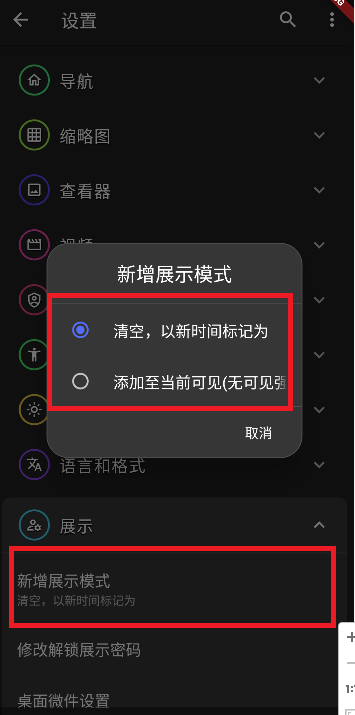 设置
导航
缩略图
查看器
视频
新增展示模式
清空，以新时间标记为
添加至当前可见(无可见强
取消
语言和格式
展示
新增展示模式
清空，以新时间标记为
修改解锁展示密码
桌面微件设置